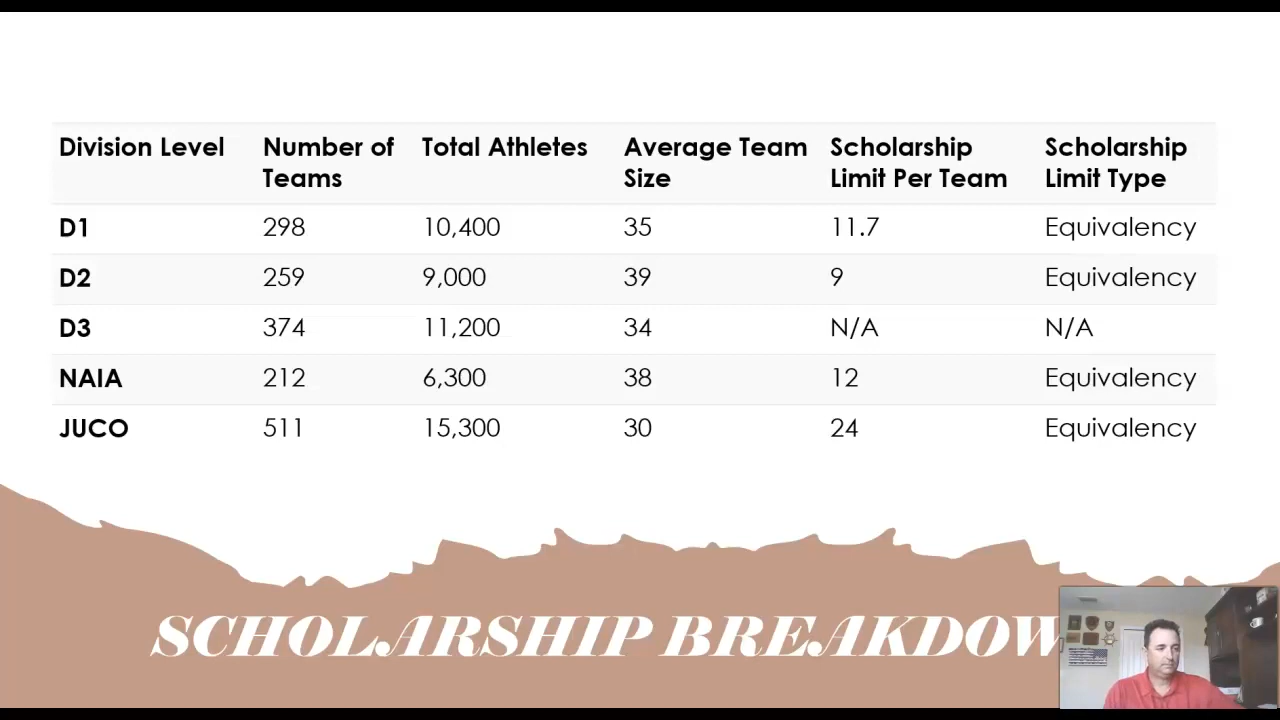 Division Level Number of Teams Total Athletes Average Team Size Scholarship Limit Per Team Scholarship Limit Type
D1 298 10,400 35 11.7 Equivalency
D2 259 9,000 39 9 Equivalency
D3 374 11,200 34 N/A N/A
NAIA 212 6,300 38 12 Equivalency
JUCO 511 15,300 30 24 Equivalency
SCHOLARSHIP BREAKDOW